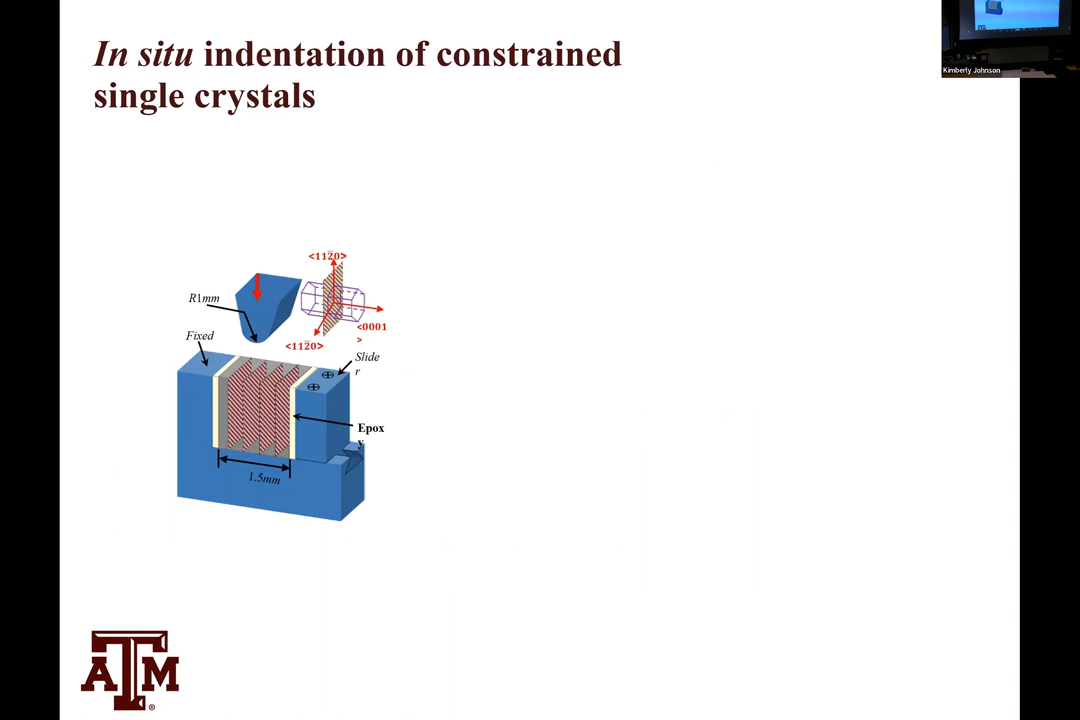 In situ indentation of constrained
single crystals
Kimberly Johnson
<112̅0>
R1mm
<0001
>
Fixed
<112̅0>
Slide
r
Epox
y
1.5mm
ATM
®